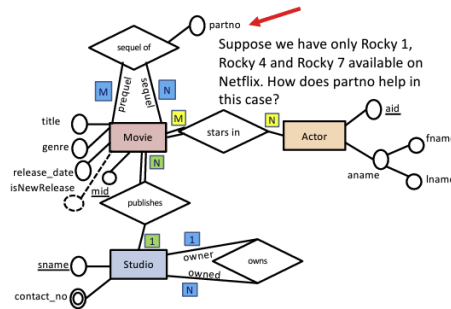 partno
sequel of
Suppose we have only Rocky 1,
Rocky 4 and Rocky 7 available on
Netflix. How does partno help in
this case?
M
prequel
sequel
N
title
genre
release_date
isNewRelease
mid
Movie
M
stars in
N
Actor
aid
fname
aname
lname
N
publishes
1
sname
contact_no
Studio
1
owner
owned
N
owns